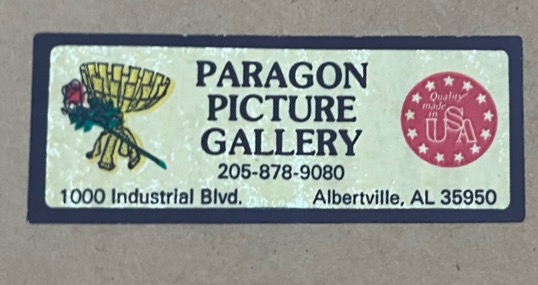 PARAGON
PICTURE
GALLERY
205-878-9080
1000 Industrial Blvd. Albertville, AL 35950
Quality
made
in
USA